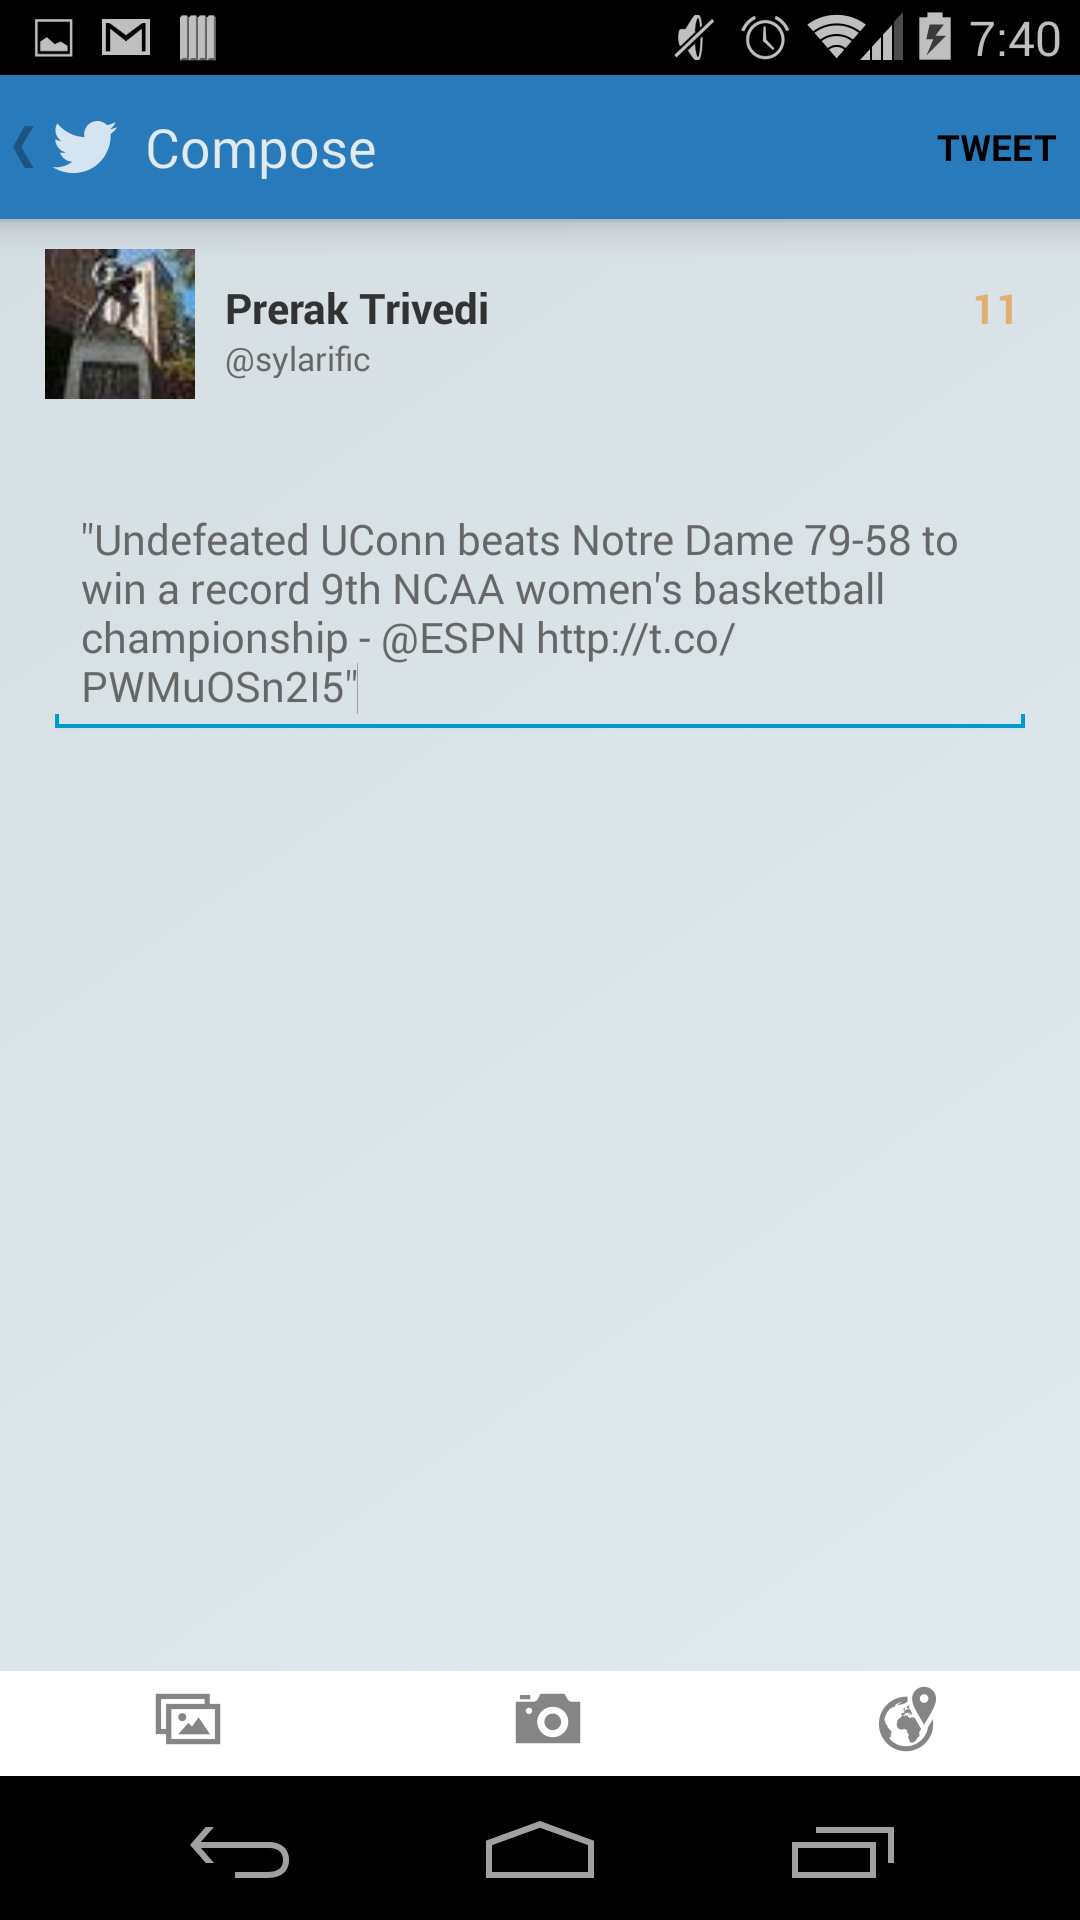 7:40
Compose
TWEET
Prerak Trivedi
11
@sylarific
"Undefeated UConn beats Notre Dame 79-58 to
win a record 9th NCAA women's basketball
championship - @ESPN http://t.co/
PWMuOSn2I5"